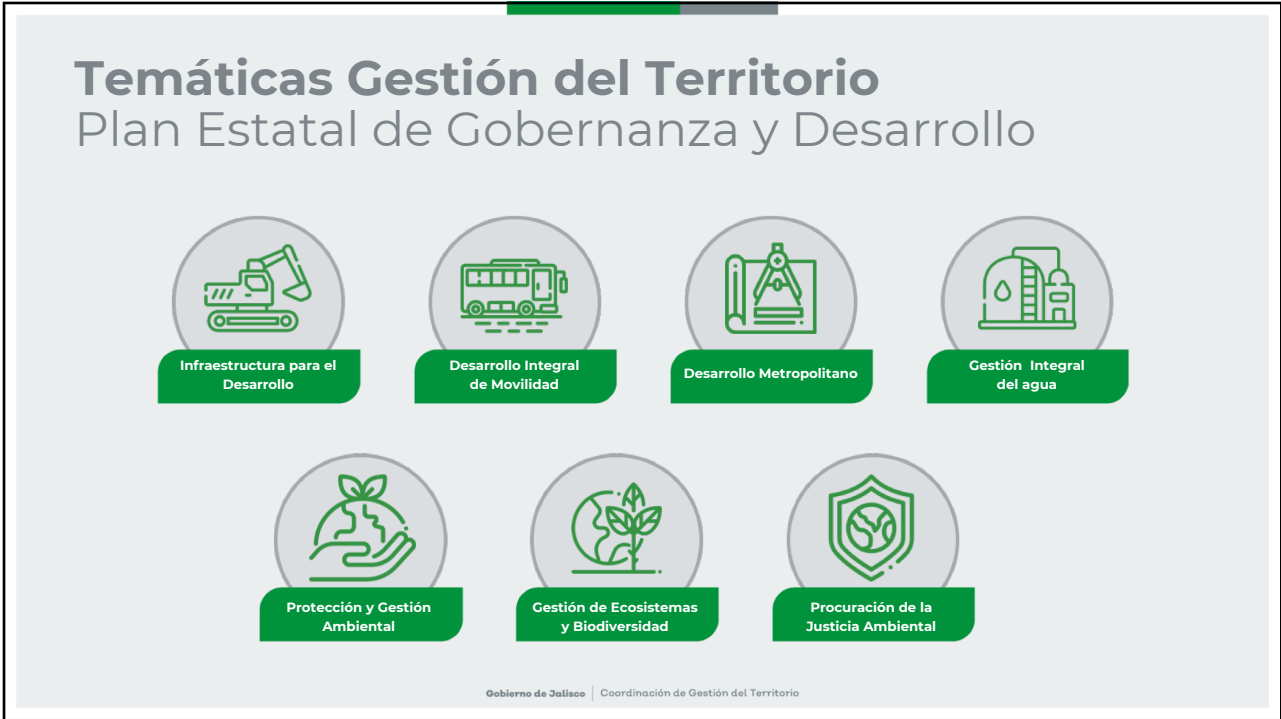 Temáticas Gestión del Territorio
Plan Estatal de Gobernanza y Desarrollo
Infraestructura para el
Desarrollo
Desarrollo Integral
de Movilidad
Desarrollo Metropolitano
Gestión Integral
del agua
Protección y Gestión
Ambiental
Gestión de Ecosistemas
y Biodiversidad
Procuración de la
Justicia Ambiental
Gobierno de Jalisco | Coordinación de Gestión del Territorio